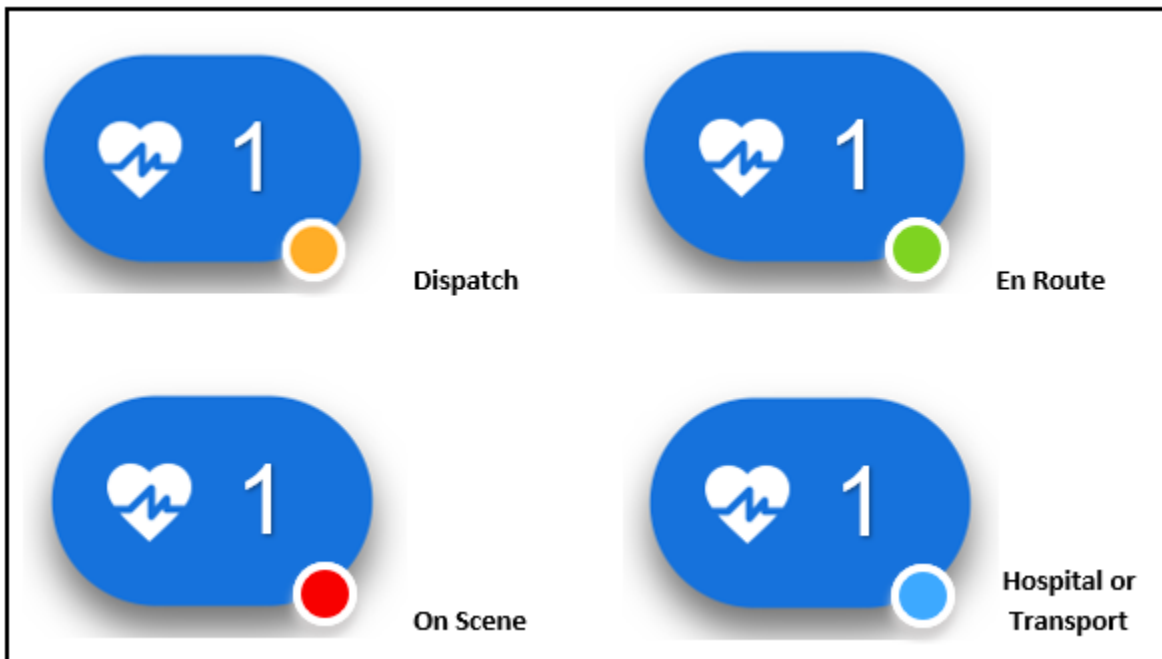 1
Dispatch
1
En Route
1
On Scene
1
Hospital or
Transport